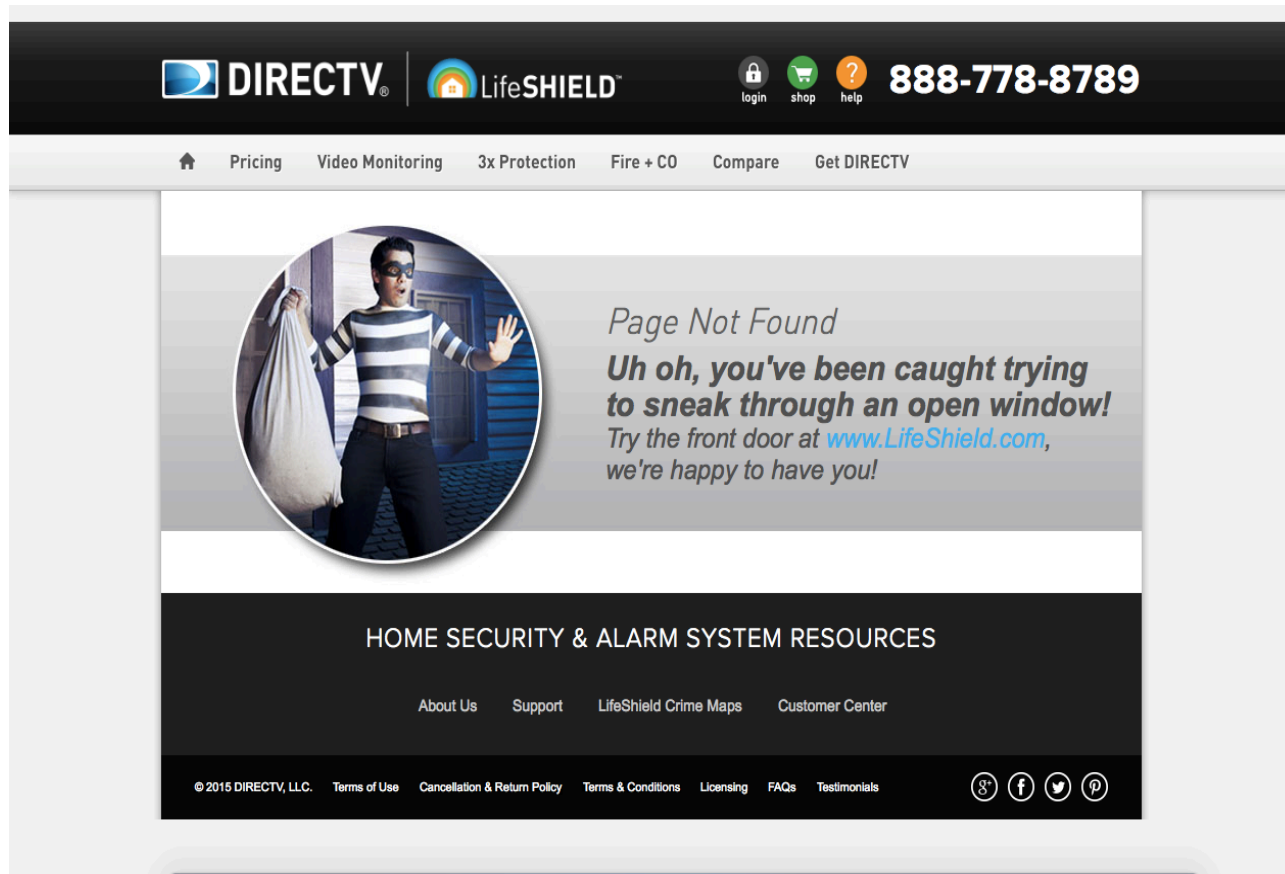 DIRECTV® LifeSHIELD™ login shop help 888-778-8789
Pricing Video Monitoring 3x Protection Fire + CO Compare Get DIRECTV
Page Not Found
Uh oh, you've been caught trying
to sneak through an open window!
Try the front door at www.LifeShield.com,
we're happy to have you!
HOME SECURITY & ALARM SYSTEM RESOURCES
About Us Support LifeShield Crime Maps Customer Center
© 2015 DIRECTV, LLC. Terms of Use Cancellation & Return Policy Terms & Conditions Licensing FAQs Testimonials